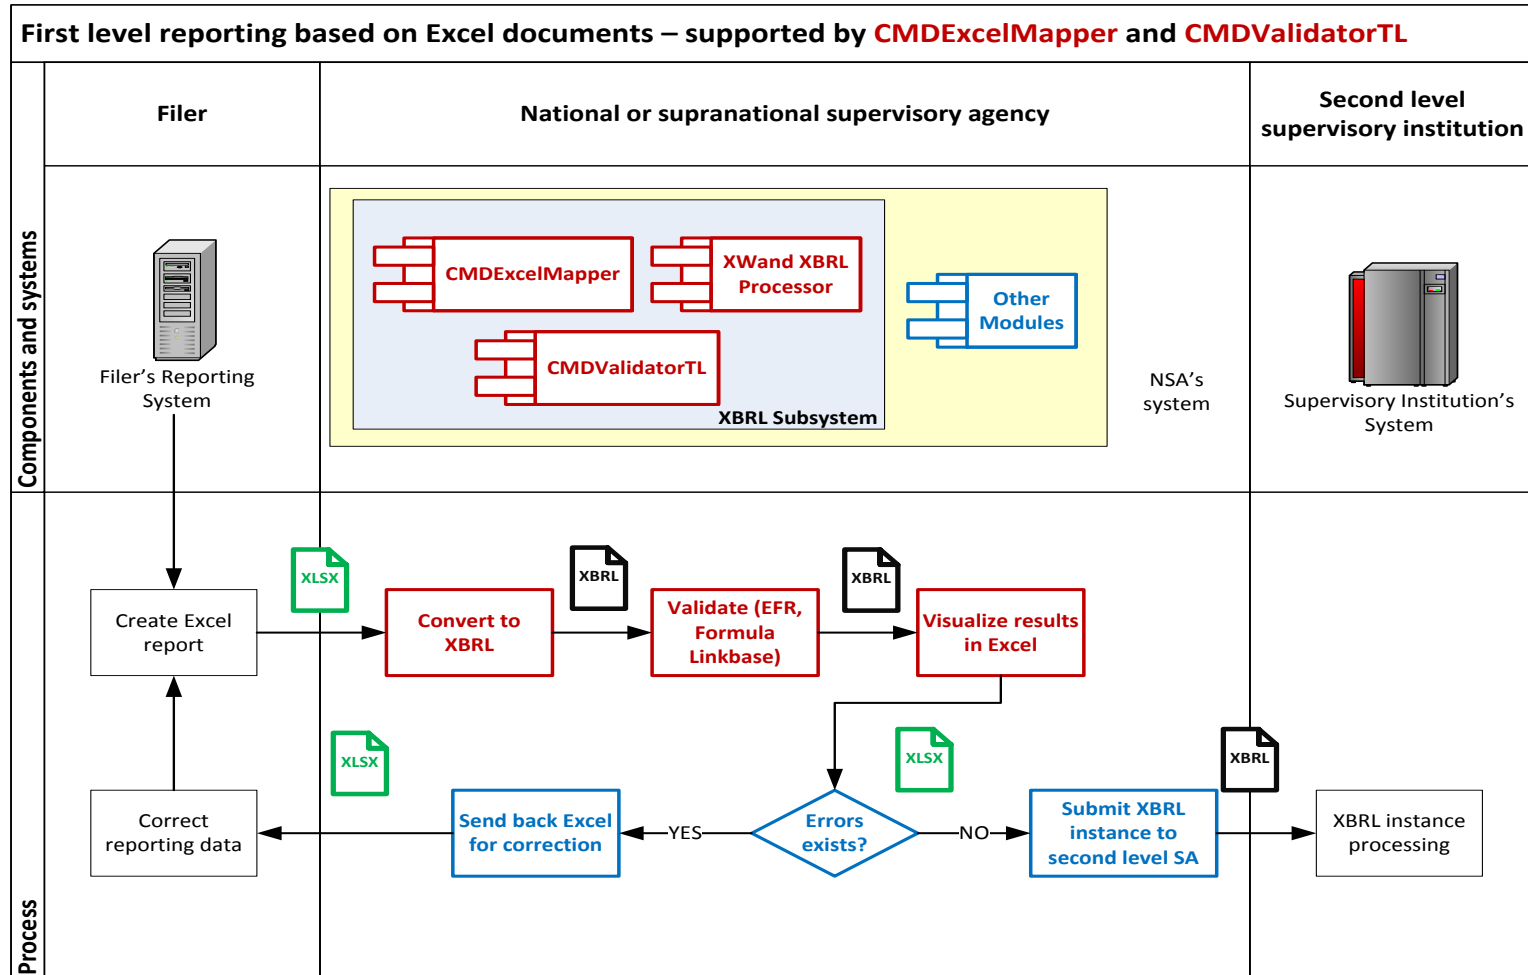 First level reporting based on Excel documents – supported by CMDExcelMapper and CMDValidatorTL
Filer
National or supranational supervisory agency
Second level
supervisory institution
Components and systems
Filer's Reporting
System
CMDExcelMapper
XWand XBRL
Processor
CMDValidatorTL
XBRL Subsystem
Other
Modules
NSA's
system
Supervisory Institution's
System
Process
Create Excel
report
XLSX
Convert to
XBRL
XBRL
Validate (EFR,
Formula
Linkbase)
XBRL
Visualize results
in Excel
Correct
reporting data
XLSX
Send back Excel
for correction
YES
Errors
exists?
XLSX
NO
Submit XBRL
instance to
second level SA
XBRL
XBRL instance
processing